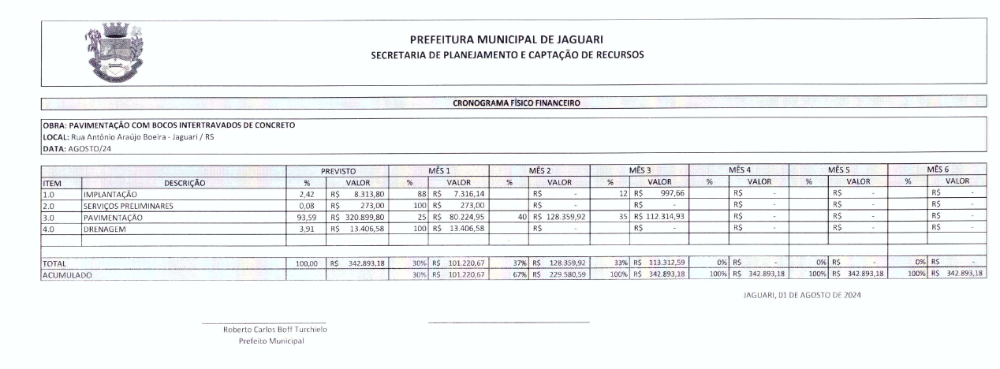 PREFEITURA MUNICIPAL DE JAGUARI
SECRETARIA DE PLANEJAMENTO E CAPTAÇÃO DE RECURSOS
CRONOGRAMA FÍSICO FINANCEIRO
OBRA: PAVIMENTAÇÃO COM BOCOS INTERTRAVADOS DE CONCRETO
LOCAL: Rua Antônio Araújo Boeira - Jaguari / RS
DATA: AGOSTO/24
PREVISTO MÊS 1 MÊS 2 MÊS 3 MÊS 4 MÊS 5 MÊS 6
ITEM DESCRIÇÃO % VALOR % VALOR % VALOR % VALOR % VALOR % VALOR % VALOR
1.0 IMPLANTAÇÃO 2,42 R$ 8.313,80 88 R$ 7.316,14 R$ - 12 R$ 997,66 R$ - R$ - R$ -
2.0 SERVIÇOS PRELIMINARES 0,08 R$ 273,00 100 R$ 273,00 R$ - R$ - R$ - R$ - R$ -
3.0 PAVIMENTAÇÃO 93,59 R$ 320.899,80 25 R$ 80.224,95 40 R$ 128.359,92 35 R$ 112.314,93 R$ - R$ - R$ -
4.0 DRENAGEM 3,91 R$ 13.406,58 100 R$ 13.406,58 R$ - R$ - R$ - R$ - R$ -
TOTAL 100,00 R$ 342.893,18 30% R$ 101.220,67 37% R$ 128.359,92 33% R$ 113.312,59 0% R$ - 0% R$ - 0% R$ -
ACUMULADO 30% R$ 101.220,67 67% R$ 229.580,59 100% R$ 342.893,18 100% R$ 342.893,18 100% R$ 342.893,18 100% R$ 342.893,18
JAGUARI, 01 DE AGOSTO DE 2024
Roberto Carlos Boff Turchielo
Prefeito Municipal